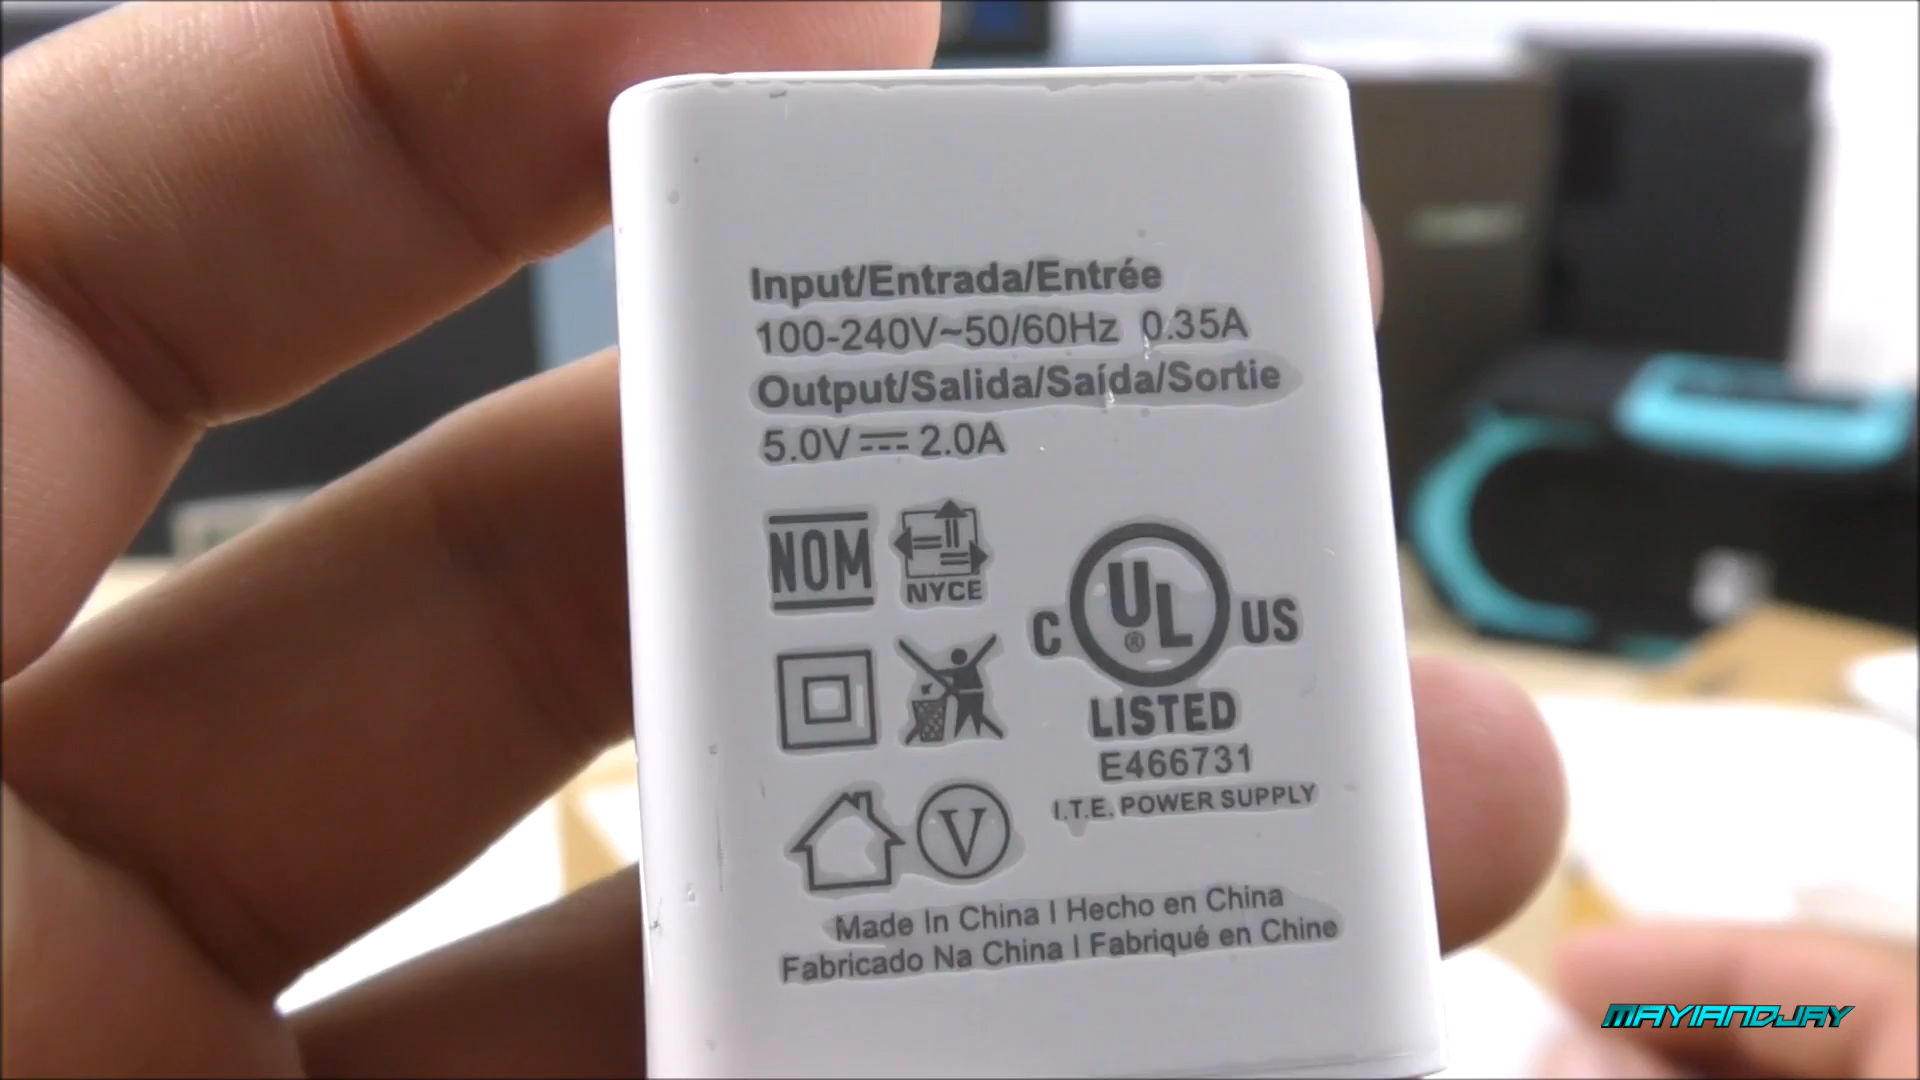 Input/Entrada/Entrée
100-240V~50/60Hz 0.35A
Output/Salida/Saída/Sortie
5.0V⎓2.0A
NOM
NYCE
C UL® US
LISTED
E466731
I.T.E. POWER SUPPLY
V
Made In China I Hecho en China
Fabricado Na China I Fabriqué en Chine
MAYIANDJAY